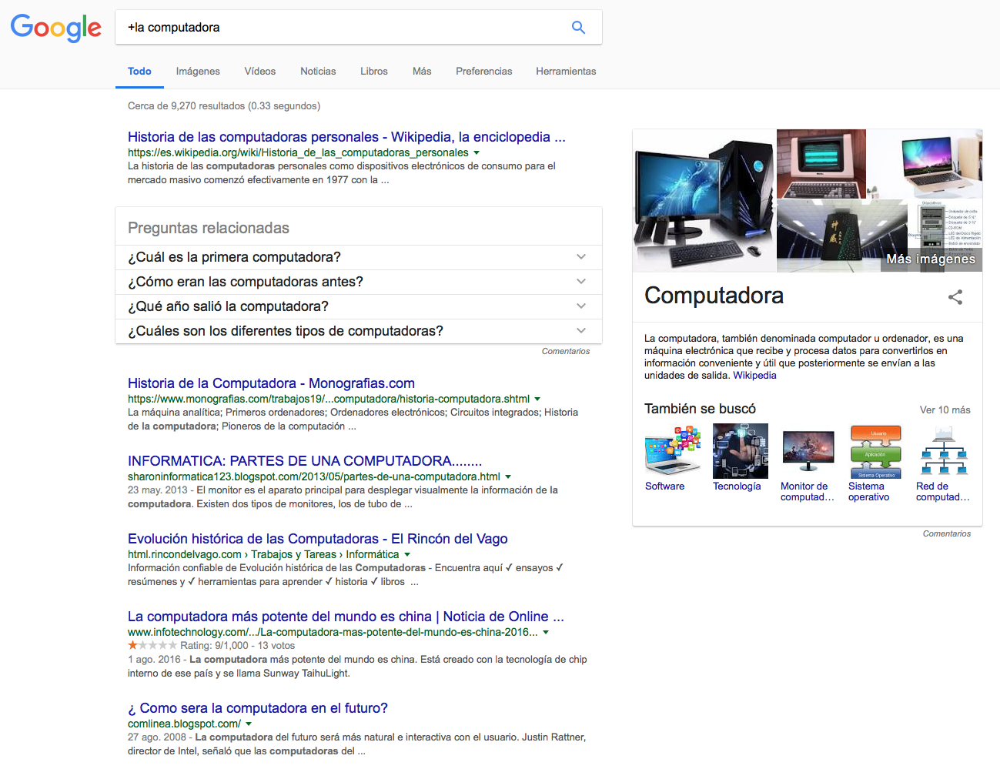 Google
+la computadora
Todo Imágenes Vídeos Noticias Libros Más Preferencias Herramientas
Cerca de 9,270 resultados (0.33 segundos)
Historia de las computadoras personales - Wikipedia, la enciclopedia ...
https://es.wikipedia.org/wiki/Historia_de_las_computadoras_personales
La historia de las computadoras personales como dispositivos electrónicos de consumo para el
mercado masivo comenzó efectivamente en 1977 con la ...
Preguntas relacionadas
¿Cuál es la primera computadora?
¿Cómo eran las computadoras antes?
¿Qué año salió la computadora?
¿Cuáles son los diferentes tipos de computadoras?
Comentarios
Historia de la Computadora - Monografias.com
https://www.monografias.com/trabajos19/...computadora/historia-computadora.shtml
La máquina analítica; Primeros ordenadores; Ordenadores electrónicos; Circuitos integrados; Historia
de la computadora; Pioneros de la computación ...
INFORMATICA: PARTES DE UNA COMPUTADORA........
sharoninformatica123.blogspot.com/2013/05/partes-de-una-computadora.html
23 may. 2013 - El monitor es el aparato principal para desplegar visualmente la información de la
computadora. Existen dos tipos de monitores, los de tubo de ...
Evolución histórica de las Computadoras - El Rincón del Vago
html.rincondelvago.com › Trabajos y Tareas › Informática
Información confiable de Evolución histórica de las Computadoras - Encuentra aquí ✓ ensayos ✓
resúmenes y ✓ herramientas para aprender ✓ historia ✓ libros ...
La computadora más potente del mundo es china | Noticia de Online ...
www.infotechnology.com/.../La-computadora-mas-potente-del-mundo-es-china-2016...
Rating: 9/1,000 - 13 votos
1 ago. 2016 - La computadora más potente del mundo es china. Está creado con la tecnología de chip
interno de ese país y se llama Sunway TaihuLight.
¿ Como sera la computadora en el futuro?
comlinea.blogspot.com/
27 ago. 2008 - La computadora del futuro será más natural e interactiva con el usuario. Justin Rattner,
director de Intel, señaló que las computadoras del ...
神威
Más imágenes
Computadora
La computadora, también denominada computador u ordenador, es una
máquina electrónica que recibe y procesa datos para convertirlos en
información conveniente y útil que posteriormente se envían a las
unidades de salida. Wikipedia
También se buscó
Ver 10 más
Usuario
Aplicación
Sistema Operativo
Software
Tecnología
Monitor de
computad...
Sistema
operativo
Red de
computad...
Comentarios